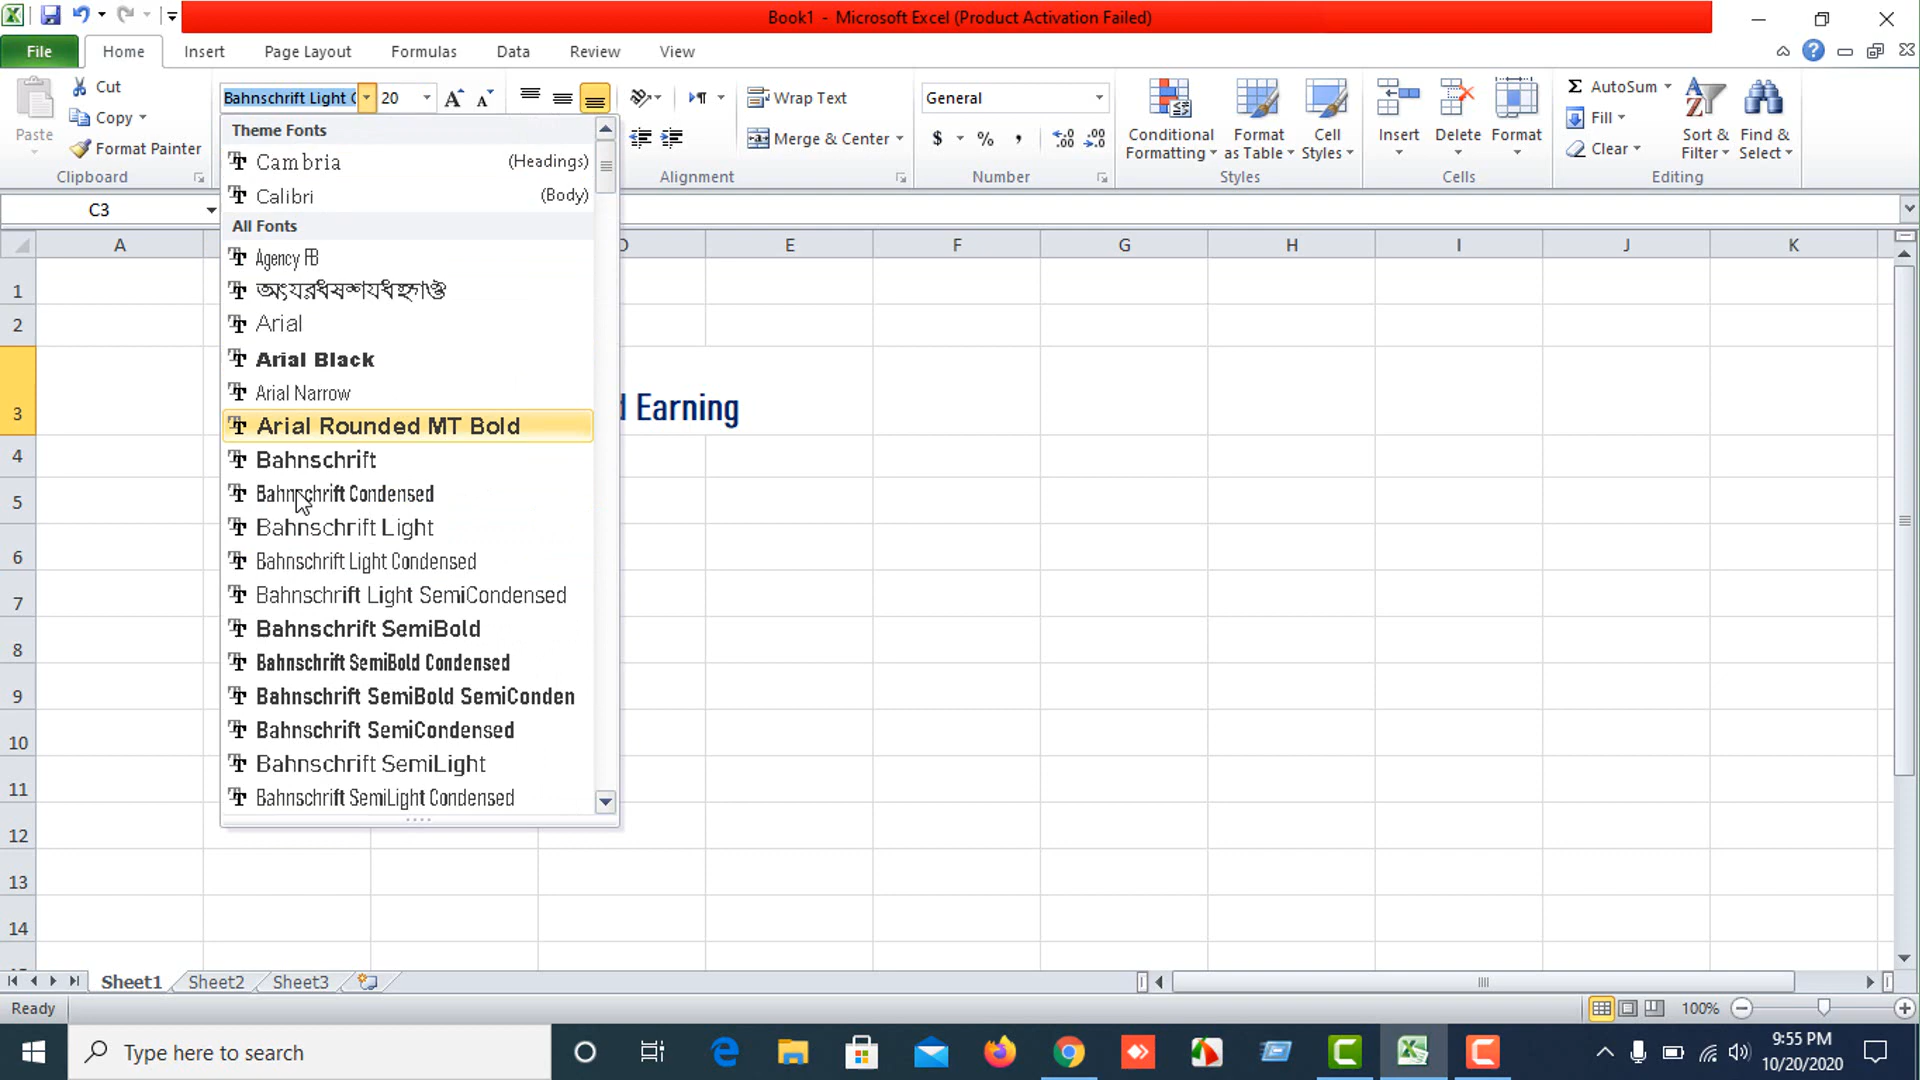 Book1 - Microsoft Excel (Product Activation Failed)
File Home Insert Page Layout Formulas Data Review View
Paste
Cut
Copy
Format Painter
Clipboard
Bahnschrift Light C 20
Wrap Text
Merge & Center
Alignment
General
$ % ,
Number
Conditional Formatting
Format as Table
Cell Styles
Styles
Insert Delete Format
Cells
AutoSum
Fill
Clear
Sort & Filter
Find & Select
Editing
C3
Theme Fonts
Cambria (Headings)
Calibri (Body)
All Fonts
Agency FB
Arial
Arial Black
Arial Narrow
Arial Rounded MT Bold
Bahnschrift
Bahnschrift Condensed
Bahnschrift Light
Bahnschrift Light Condensed
Bahnschrift Light SemiCondensed
Bahnschrift SemiBold
Bahnschrift SemiBold Condensed
Bahnschrift SemiBold SemiConden
Bahnschrift SemiCondensed
Bahnschrift SemiLight
Bahnschrift SemiLight Condensed
A D E F G H I J K
1
2
3 d Earning
4
5
6
7
8
9
10
11
12
13
14
Sheet1 Sheet2 Sheet3
Ready 100%
Type here to search
9:55 PM
10/20/2020